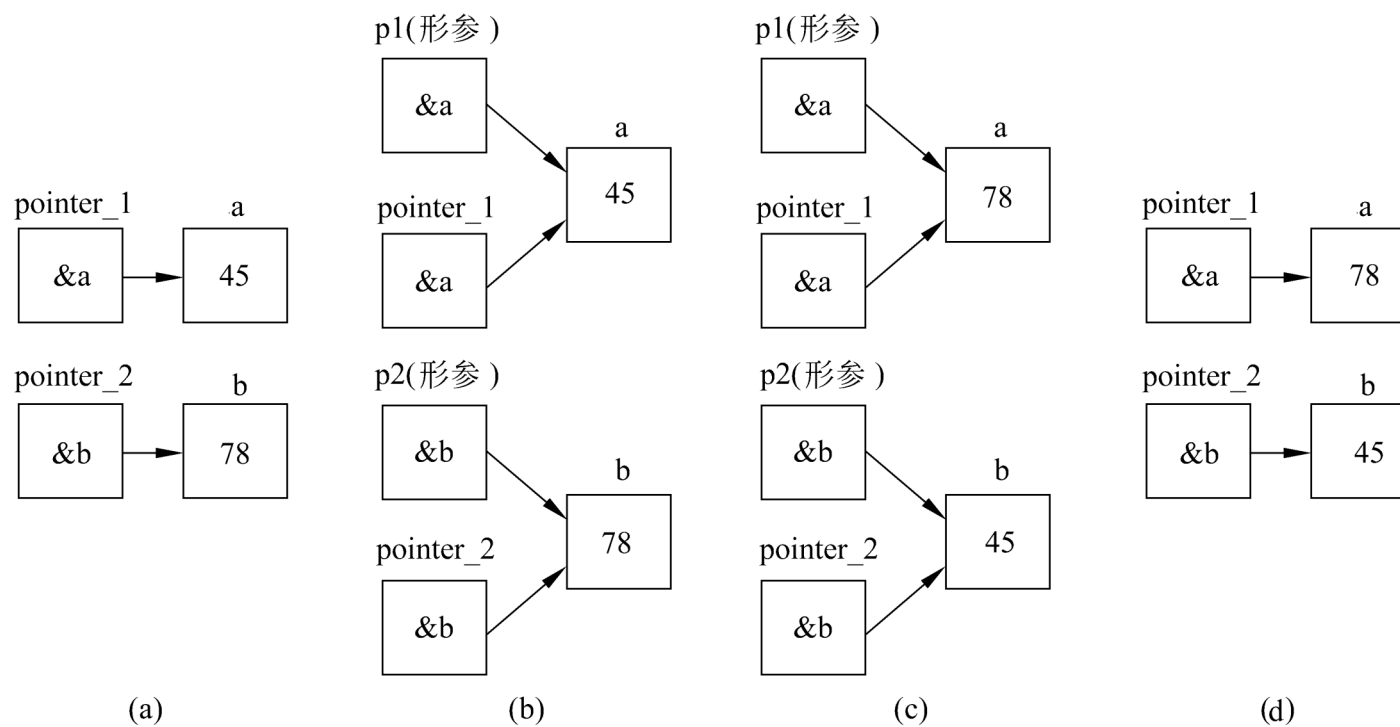 pointer_1
a
&a
45
pointer_2
b
&b
78
(a)
p1(形参)
&a
a
45
pointer_1
&a
p2(形参)
&b
b
78
pointer_2
&b
(b)
p1(形参)
&a
a
78
pointer_1
&a
p2(形参)
&b
b
45
pointer_2
&b
(c)
pointer_1
a
&a
78
pointer_2
b
&b
45
(d)